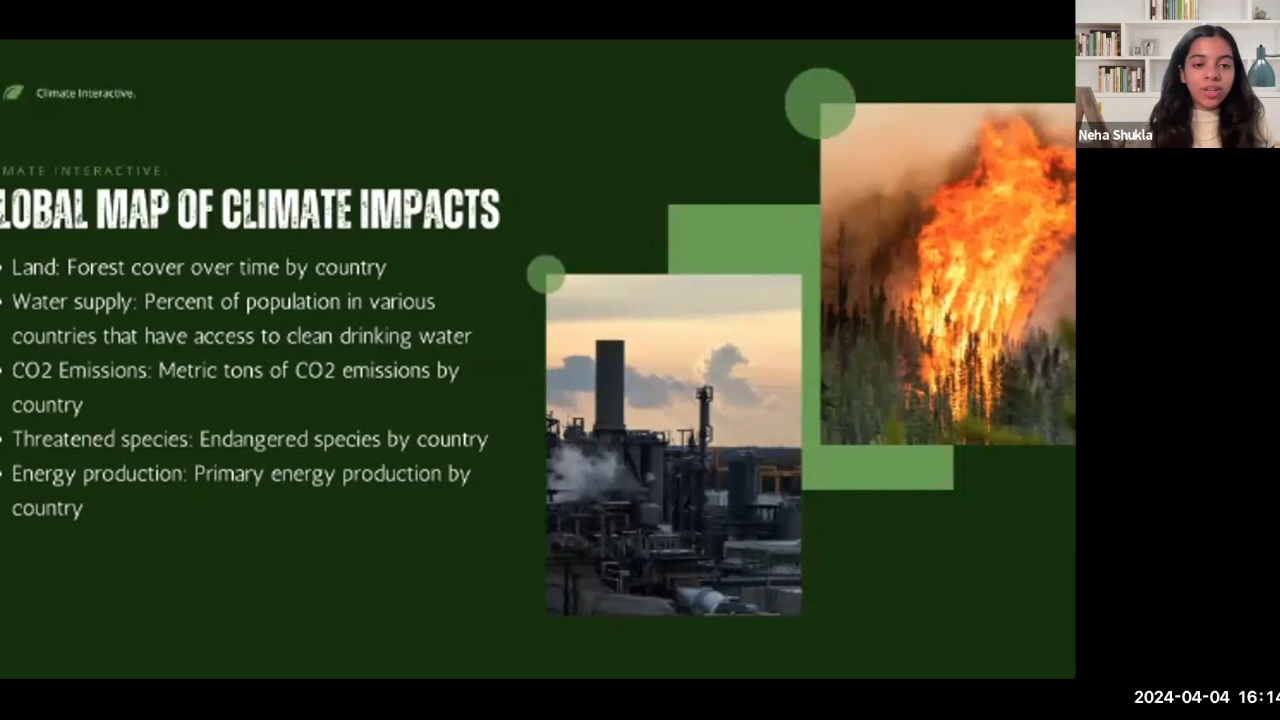 Climate Interactive.
MATE INTERACTIVE.
LOBAL MAP OF CLIMATE IMPACTS
• Land: Forest cover over time by country
• Water supply: Percent of population in various
countries that have access to clean drinking water
• CO2 Emissions: Metric tons of CO2 emissions by
country
• Threatened species: Endangered species by country
• Energy production: Primary energy production by
country
Neha Shukla
2024-04-04 16:14